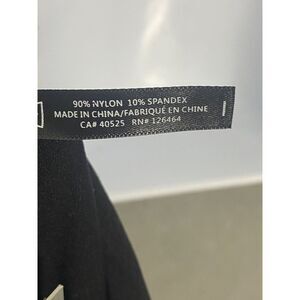 90% NYLON 10% SPANDEX
MADE IN CHINA/FABRIQUÉ EN CHINE
CA# 40525 RN# 126464